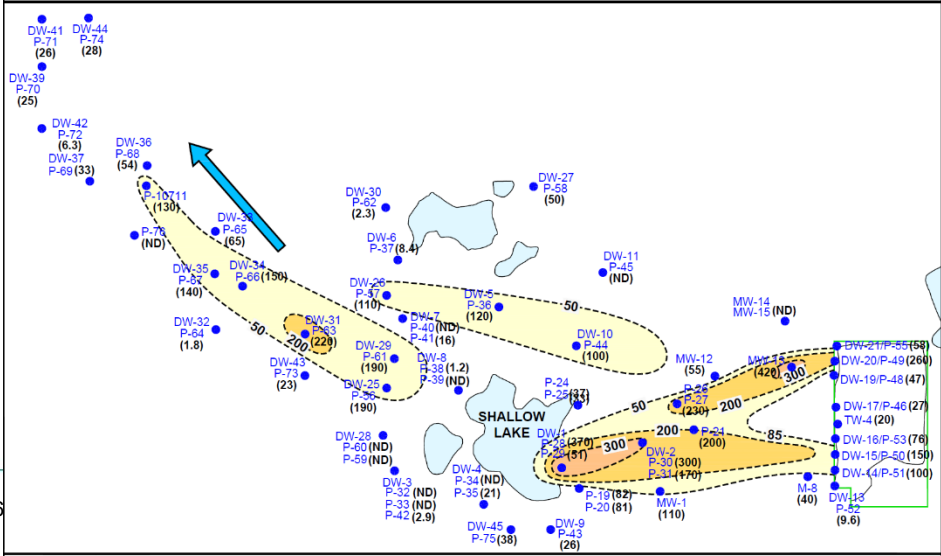 DW-41
P-71
(26)
DW-44
P-74
(28)
DW-39
P-70
(25)
DW-42
P-72
(6.3)
DW-37
P-69 (33)
DW-36
P-68
(54)
P-10711
(130)
P-76
(ND)
DW-33
P-65
(65)
DW-35
P-67
(140)
DW-34
P-66 (150)
DW-32
P-64
(1.8)
50
200
DW-31
P-63
(220)
DW-43
P-73
(23)
DW-30
P-62
(2.3)
DW-6
P-37 (8.4)
DW-27
P-58
(50)
DW-11
P-45
(ND)
DW-26
P-57
(110)
DW-5
P-36
(120)
50
DW-7
P-40 (ND)
P-41 (16)
DW-10
P-44
(100)
DW-29
P-61
(190)
DW-8
P-38 (1.2)
P-39 (ND)
DW-25
P-56
(190)
DW-28
P-60 (ND)
P-59 (ND)
DW-3
P-32 (ND)
P-33 (ND)
P-42 (2.9)
DW-4
P-34 (ND)
P-35 (21)
DW-45
P-75 (38)
DW-9
P-43
(26)
SHALLOW
LAKE
P-24
P-25
DW-1
P-28 (370)
P-29 (51)
300
200
DW-2
P-30 (300)
P-31 (170)
P-19 (82)
P-20 (81)
MW-1
(110)
50
MW-12
(55)
P-26
P-27
(230)
200
P-21
(200)
85
MW-14 (ND)
MW-15
(420)
300
DW-21/P-55 (58)
DW-20/P-49 (260)
DW-19/P-48 (47)
DW-17/P-46 (27)
TW-4 (20)
DW-16/P-53 (76)
DW-15/P-50 (150)
DW-14/P-51 (100)
M-8
(40)
DW-13
P-52
(9.6)